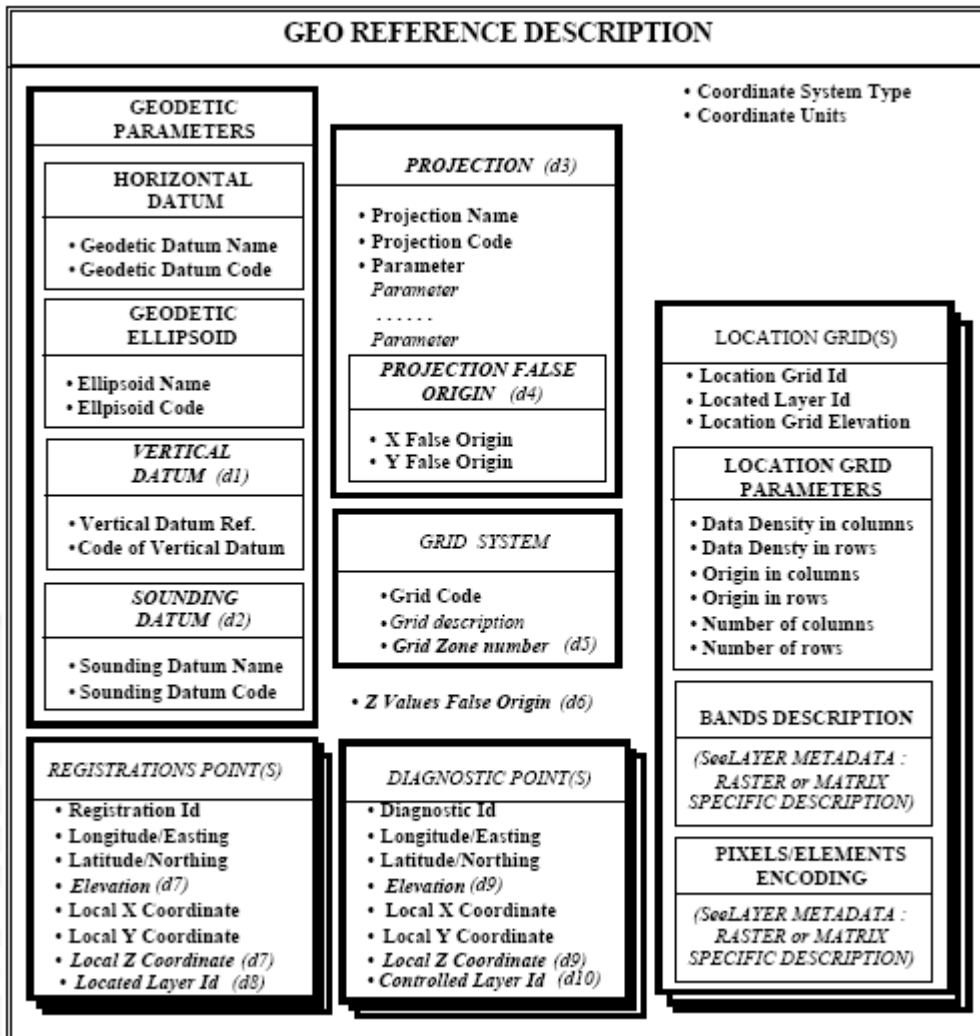 GEO REFERENCE DESCRIPTION
• Coordinate System Type
• Coordinate Units
GEODETIC
PARAMETERS
HORIZONTAL
DATUM
• Geodetic Datum Name
• Geodetic Datum Code
GEODETIC
ELLIPSOID
• Ellipsoid Name
• Ellpisoid Code
VERTICAL
DATUM (d1)
• Vertical Datum Ref.
• Code of Vertical Datum
SOUNDING
DATUM (d2)
• Sounding Datum Name
• Sounding Datum Code
PROJECTION (d3)
• Projection Name
• Projection Code
• Parameter
Parameter
. . . . . .
Parameter
PROJECTION FALSE
ORIGIN (d4)
• X False Origin
• Y False Origin
GRID SYSTEM
• Grid Code
• Grid description
• Grid Zone number (d5)
• Z Values False Origin (d6)
LOCATION GRID(S)
• Location Grid Id
• Located Layer Id
• Location Grid Elevation
LOCATION GRID
PARAMETERS
• Data Density in columns
• Data Densty in rows
• Origin in columns
• Origin in rows
• Number of columns
• Number of rows
BANDS DESCRIPTION
(SeeLAYER METADATA :
RASTER or MATRIX
SPECIFIC DESCRIPTION)
PIXELS/ELEMENTS
ENCODING
(SeeLAYER METADATA :
RASTER or MATRIX
SPECIFIC DESCRIPTION)
REGISTRATIONS POINT(S)
• Registration Id
• Longitude/Easting
• Latitude/Northing
• Elevation (d7)
• Local X Coordinate
• Local Y Coordinate
• Local Z Coordinate (d7)
• Located Layer Id (d8)
DIAGNOSTIC POINT(S)
• Diagnostic Id
• Longitude/Easting
• Latitude/Northing
• Elevation (d9)
• Local X Coordinate
• Local Y Coordinate
• Local Z Coordinate (d9)
• Controlled Layer Id (d10)